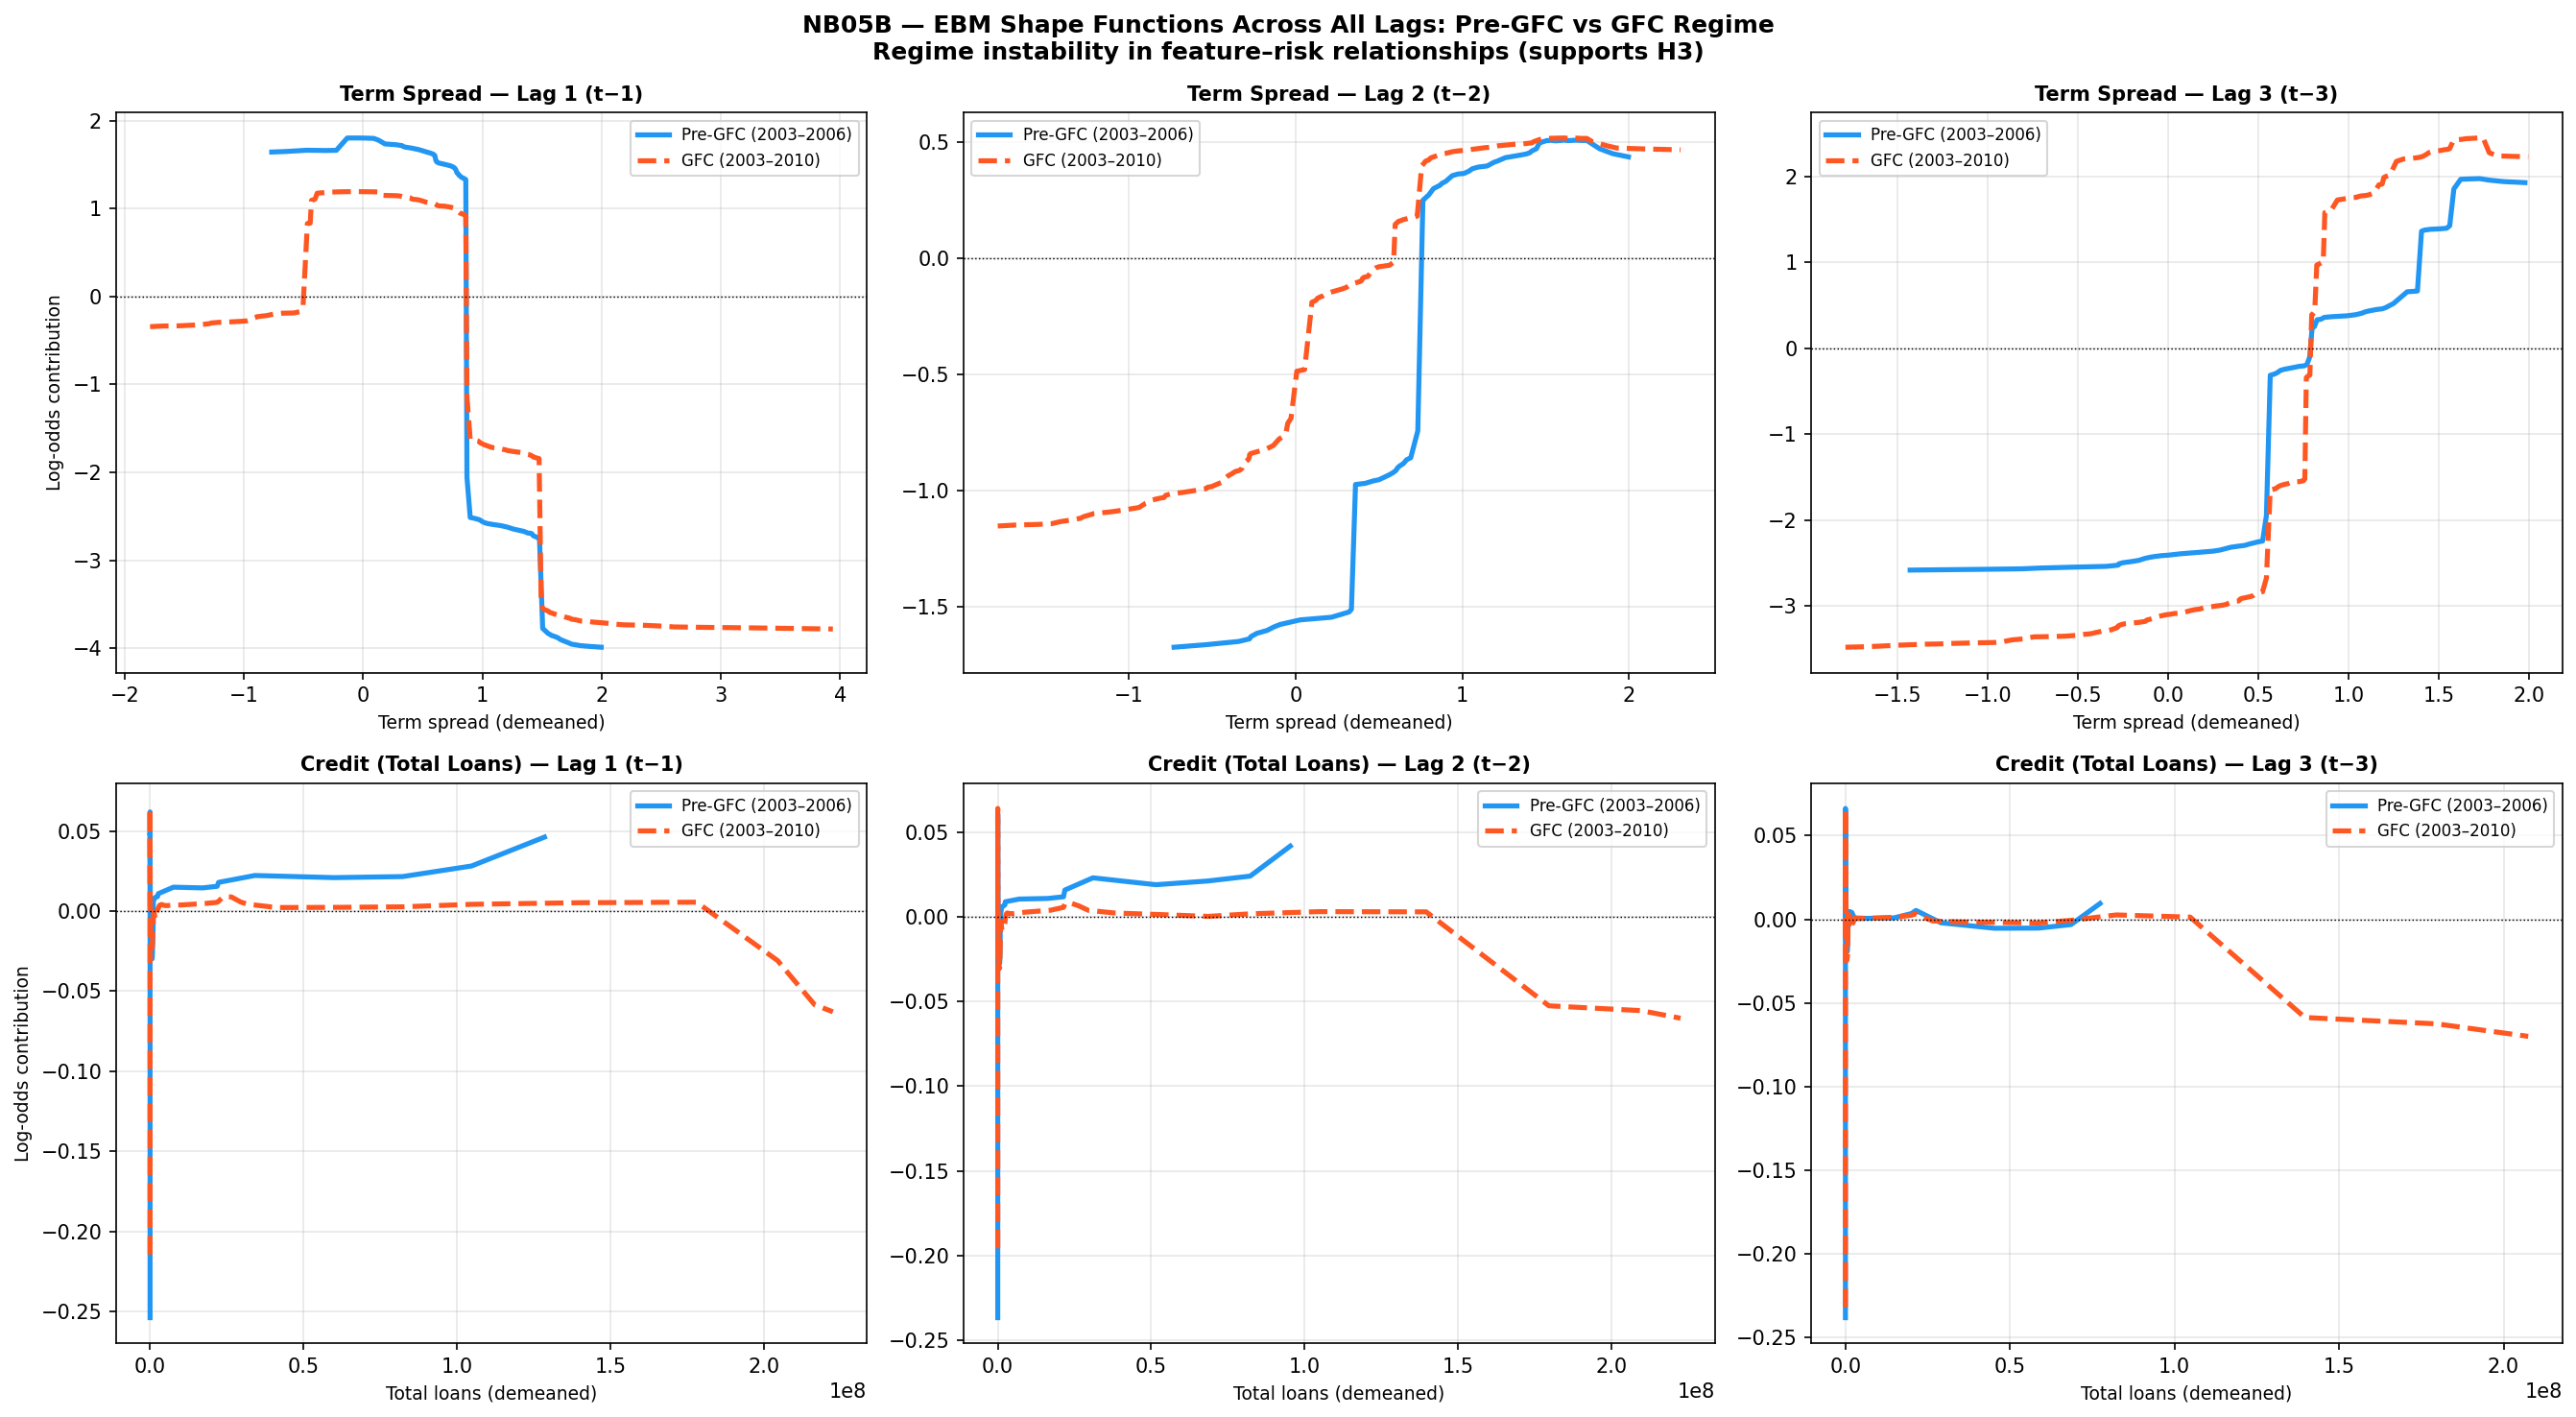 NB05B — EBM Shape Functions Across All Lags: Pre-GFC vs GFC Regime
Regime instability in feature–risk relationships (supports H3)
Term Spread — Lag 1 (t−1)
Pre-GFC (2003–2006)
GFC (2003–2010)
2
1
0
−1
−2
−3
−4
Log-odds contribution
−2
−1
0
1
2
3
4
Term spread (demeaned)
Term Spread — Lag 2 (t−2)
Pre-GFC (2003–2006)
GFC (2003–2010)
0.5
0.0
−0.5
−1.0
−1.5
−1
0
1
2
Term spread (demeaned)
Term Spread — Lag 3 (t−3)
Pre-GFC (2003–2006)
GFC (2003–2010)
2
1
0
−1
−2
−3
−1.5
−1.0
−0.5
0.0
0.5
1.0
1.5
2.0
Term spread (demeaned)
Credit (Total Loans) — Lag 1 (t−1)
Pre-GFC (2003–2006)
GFC (2003–2010)
0.05
0.00
−0.05
−0.10
−0.15
−0.20
−0.25
Log-odds contribution
0.0
0.5
1.0
1.5
2.0
1e8
Total loans (demeaned)
Credit (Total Loans) — Lag 2 (t−2)
Pre-GFC (2003–2006)
GFC (2003–2010)
0.05
0.00
−0.05
−0.10
−0.15
−0.20
−0.25
0.0
0.5
1.0
1.5
2.0
1e8
Total loans (demeaned)
Credit (Total Loans) — Lag 3 (t−3)
Pre-GFC (2003–2006)
GFC (2003–2010)
0.05
0.00
−0.05
−0.10
−0.15
−0.20
−0.25
0.0
0.5
1.0
1.5
2.0
1e8
Total loans (demeaned)